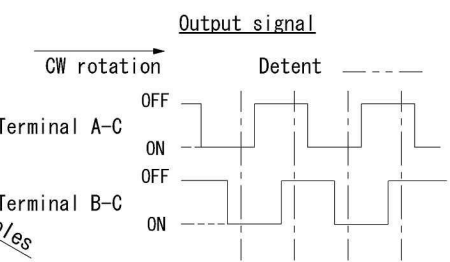 Output signal
CW rotation
Detent
OFF
Terminal A-C
ON
OFF
Terminal B-C
ON